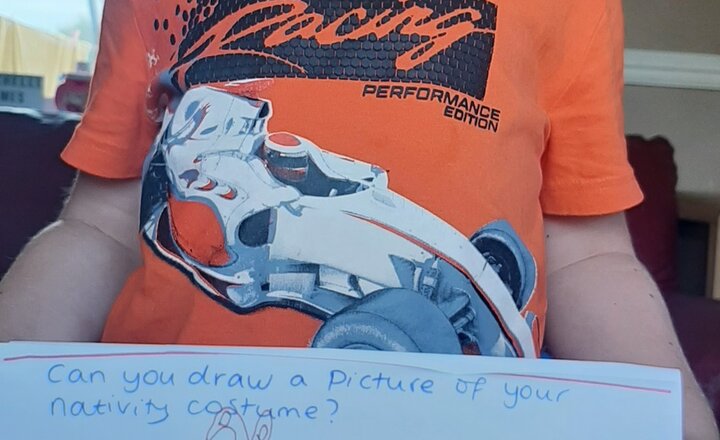 Racing
PERFORMANCE
EDITION
Can you draw a Picture of your
nativity costume?